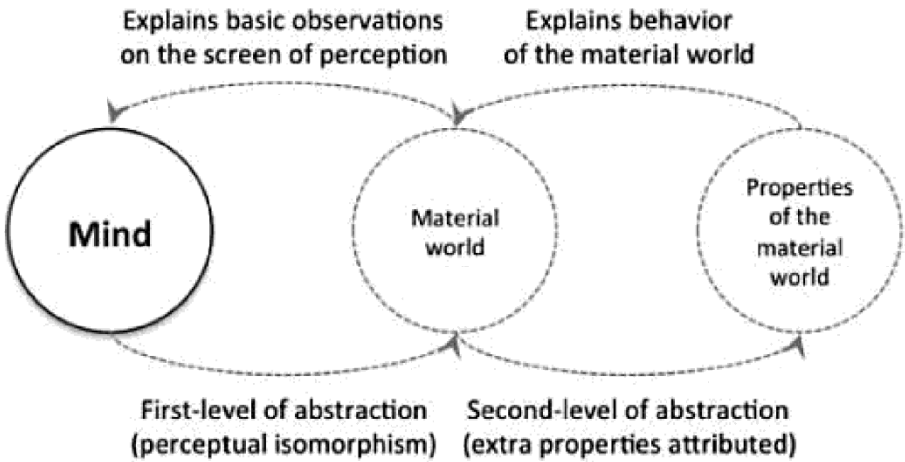 Explains basic observations
on the screen of perception
Explains behavior
of the material world
Mind
Material
world
Properties
of the
material
world
First-level of abstraction
(perceptual isomorphism)
Second-level of abstraction
(extra properties attributed)